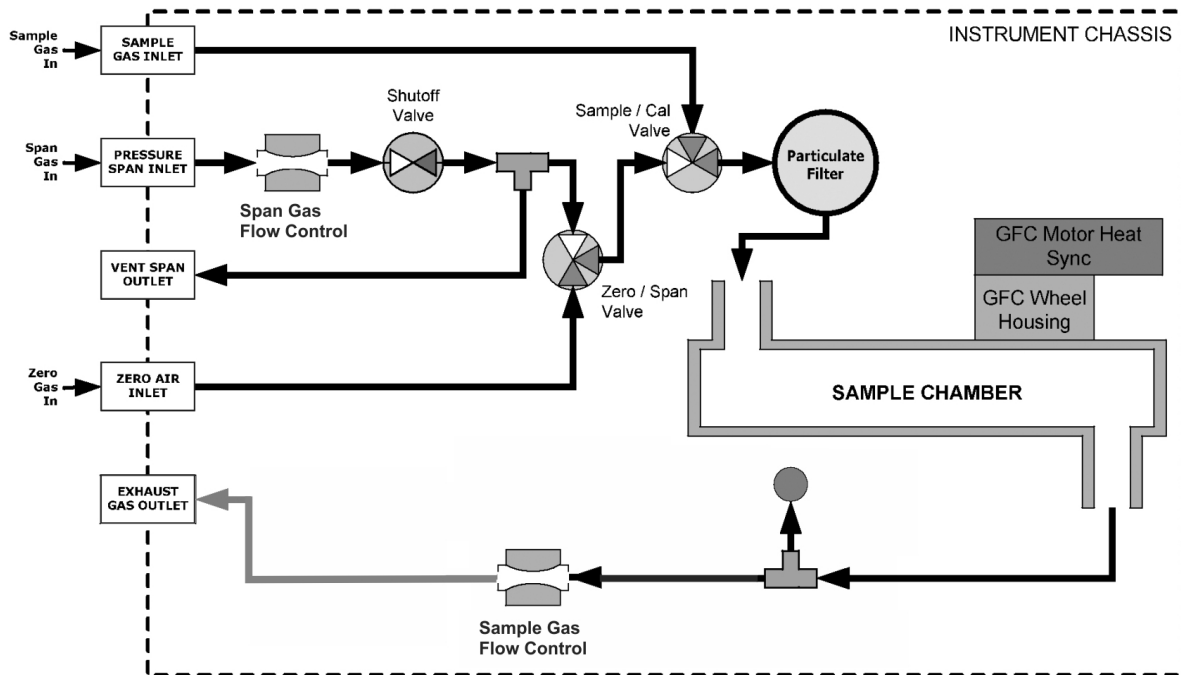 INSTRUMENT CHASSIS
Sample
Gas
In
SAMPLE
GAS INLET
Shutoff
Valve
Sample / Cal
Valve
Span
Gas
In
PRESSURE
SPAN INLET
Particulate
Filter
Span Gas
Flow Control
GFC Motor Heat
Sync
VENT SPAN
OUTLET
Zero / Span
Valve
GFC Wheel
Housing
Zero
Gas
In
ZERO AIR
INLET
SAMPLE CHAMBER
EXHAUST
GAS OUTLET
Sample Gas
Flow Control